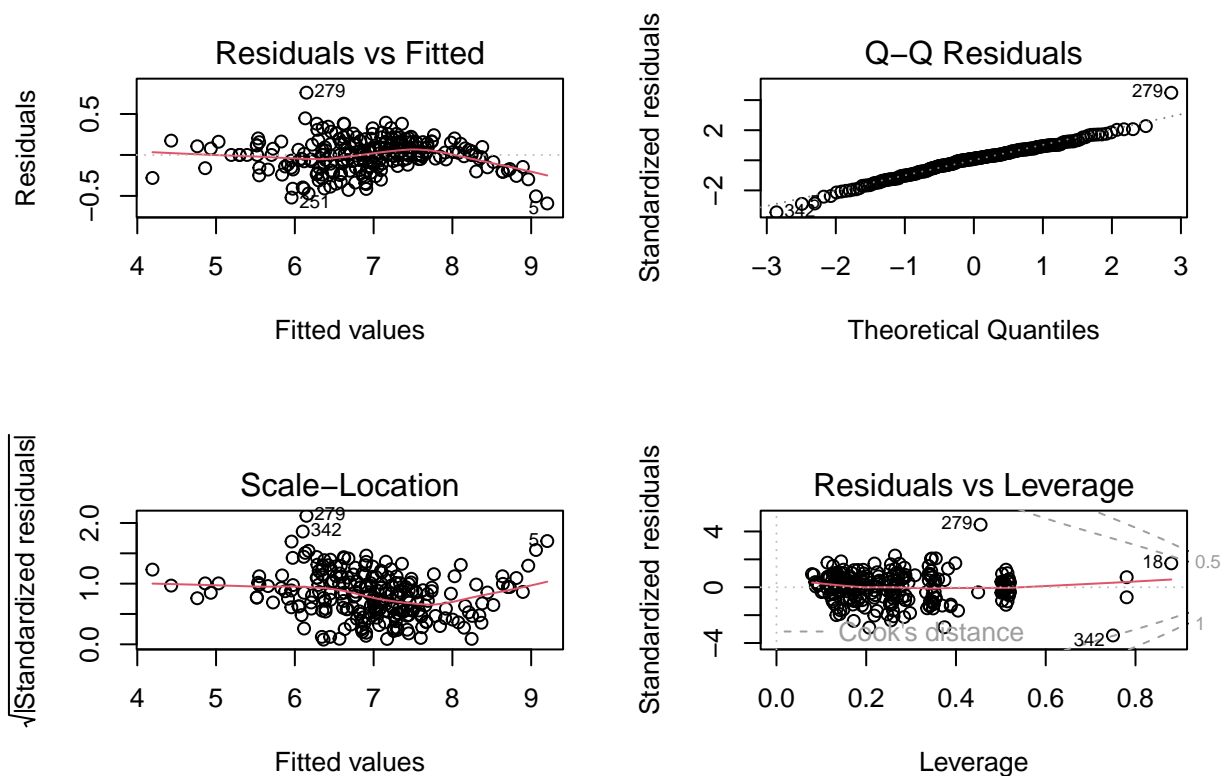 Residuals vs Fitted
Residuals
0.5
−0.5
279
251
5
4 5 6 7 8 9
Fitted values
Q−Q Residuals
Standardized residuals
2
−2
279
342
−3 −2 −1 0 1 2 3
Theoretical Quantiles
Scale−Location
√|Standardized residuals|
2.0
1.0
0.0
279
342
5
4 5 6 7 8 9
Fitted values
Residuals vs Leverage
Standardized residuals
4
0
−4
279
18
342
Cook's distance
0.5
1
0.0 0.2 0.4 0.6 0.8
Leverage